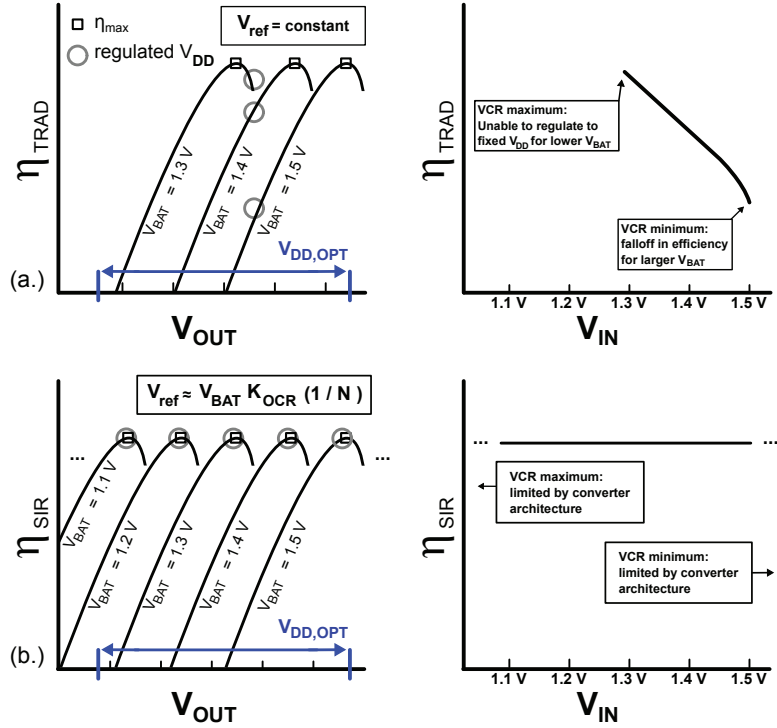 η_max
regulated V_DD
V_ref = constant
V_BAT = 1.3 V
V_BAT = 1.4 V
V_BAT = 1.5 V
V_DD,OPT
η_TRAD
V_OUT
(a.)
VCR maximum:
Unable to regulate to
fixed V_DD for lower V_BAT
VCR minimum:
falloff in efficiency
for larger V_BAT
η_TRAD
1.1 V 1.2 V 1.3 V 1.4 V 1.5 V
V_IN
V_ref ≈ V_BAT K_OCR (1 / N )
...
...
V_BAT = 1.1 V
V_BAT = 1.2 V
V_BAT = 1.3 V
V_BAT = 1.4 V
V_BAT = 1.5 V
V_DD,OPT
η_SIR
V_OUT
(b.)
...
...
VCR maximum:
limited by converter
architecture
VCR minimum:
limited by converter
architecture
η_SIR
1.1 V 1.2 V 1.3 V 1.4 V 1.5 V
V_IN